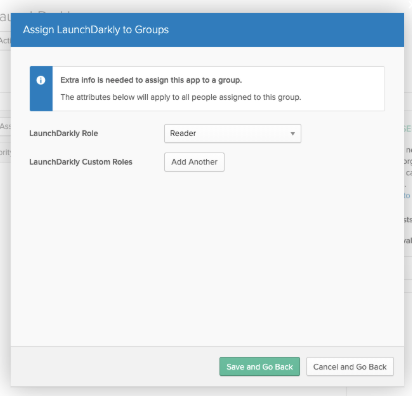 Assign LaunchDarkly to Groups
Extra info is needed to assign this app to a group.
The attributes below will apply to all people assigned to this group.
LaunchDarkly Role
Reader
LaunchDarkly Custom Roles
Add Another
Save and Go Back
Cancel and Go Back